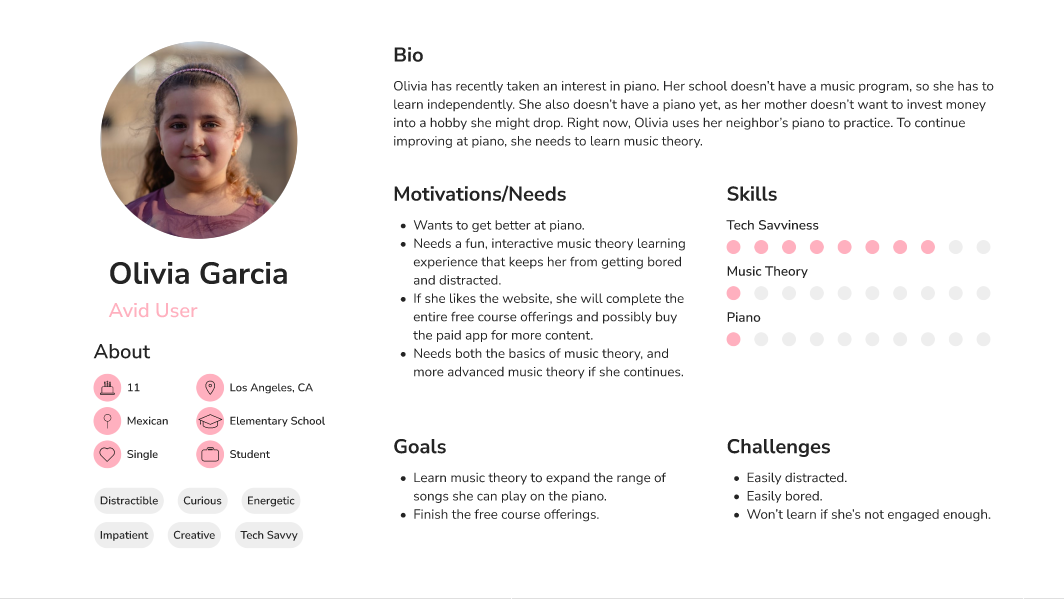 Olivia Garcia
Avid User
About
11
Los Angeles, CA
Mexican
Elementary School
Single
Student
Distractible
Curious
Energetic
Impatient
Creative
Tech Savvy
Bio
Olivia has recently taken an interest in piano. Her school doesn’t have a music program, so she has to
learn independently. She also doesn’t have a piano yet, as her mother doesn’t want to invest money
into a hobby she might drop. Right now, Olivia uses her neighbor’s piano to practice. To continue
improving at piano, she needs to learn music theory.
Motivations/Needs
• Wants to get better at piano.
• Needs a fun, interactive music theory learning
experience that keeps her from getting bored
and distracted.
• If she likes the website, she will complete the
entire free course offerings and possibly buy
the paid app for more content.
• Needs both the basics of music theory, and
more advanced music theory if she continues.
Skills
Tech Savviness
Music Theory
Piano
Goals
• Learn music theory to expand the range of
songs she can play on the piano.
• Finish the free course offerings.
Challenges
• Easily distracted.
• Easily bored.
• Won’t learn if she’s not engaged enough.